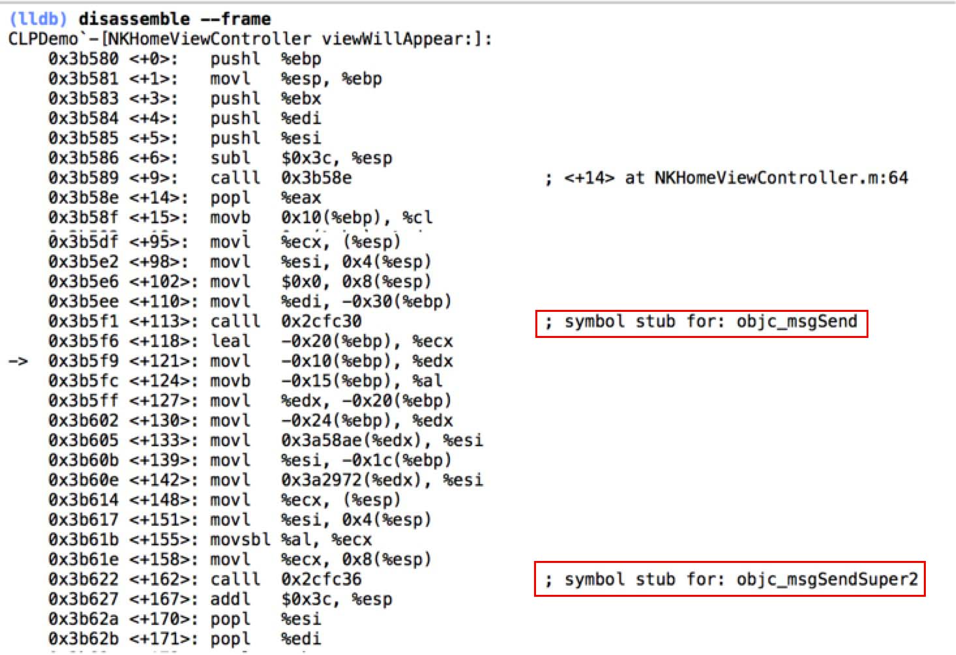 (lldb) disassemble --frame
CLPDemo`-[NKHomeViewController viewWillAppear:]:
0x3b580 <+0>: pushl %ebp
0x3b581 <+1>: movl %esp, %ebp
0x3b583 <+3>: pushl %ebx
0x3b584 <+4>: pushl %edi
0x3b585 <+5>: pushl %esi
0x3b586 <+6>: subl $0x3c, %esp
0x3b589 <+9>: calll 0x3b58e ; <+14> at NKHomeViewController.m:64
0x3b58e <+14>: popl %eax
0x3b58f <+15>: movb 0x10(%ebp), %cl
0x3b5df <+95>: movl %ecx, (%esp)
0x3b5e2 <+98>: movl %esi, 0x4(%esp)
0x3b5e6 <+102>: movl $0x0, 0x8(%esp)
0x3b5ee <+110>: movl %edi, -0x30(%ebp)
0x3b5f1 <+113>: calll 0x2cfc30 ; symbol stub for: objc_msgSend
0x3b5f6 <+118>: leal -0x20(%ebp), %ecx
-> 0x3b5f9 <+121>: movl -0x10(%ebp), %edx
0x3b5fc <+124>: movb -0x15(%ebp), %al
0x3b5ff <+127>: movl %edx, -0x20(%ebp)
0x3b602 <+130>: movl -0x24(%ebp), %edx
0x3b605 <+133>: movl 0x3a58ae(%edx), %esi
0x3b60b <+139>: movl %esi, -0x1c(%ebp)
0x3b60e <+142>: movl 0x3a2972(%edx), %esi
0x3b614 <+148>: movl %ecx, (%esp)
0x3b617 <+151>: movl %esi, 0x4(%esp)
0x3b61b <+155>: movsbl %al, %ecx
0x3b61e <+158>: movl %ecx, 0x8(%esp)
0x3b622 <+162>: calll 0x2cfc36 ; symbol stub for: objc_msgSendSuper2
0x3b627 <+167>: addl $0x3c, %esp
0x3b62a <+170>: popl %esi
0x3b62b <+171>: popl %edi